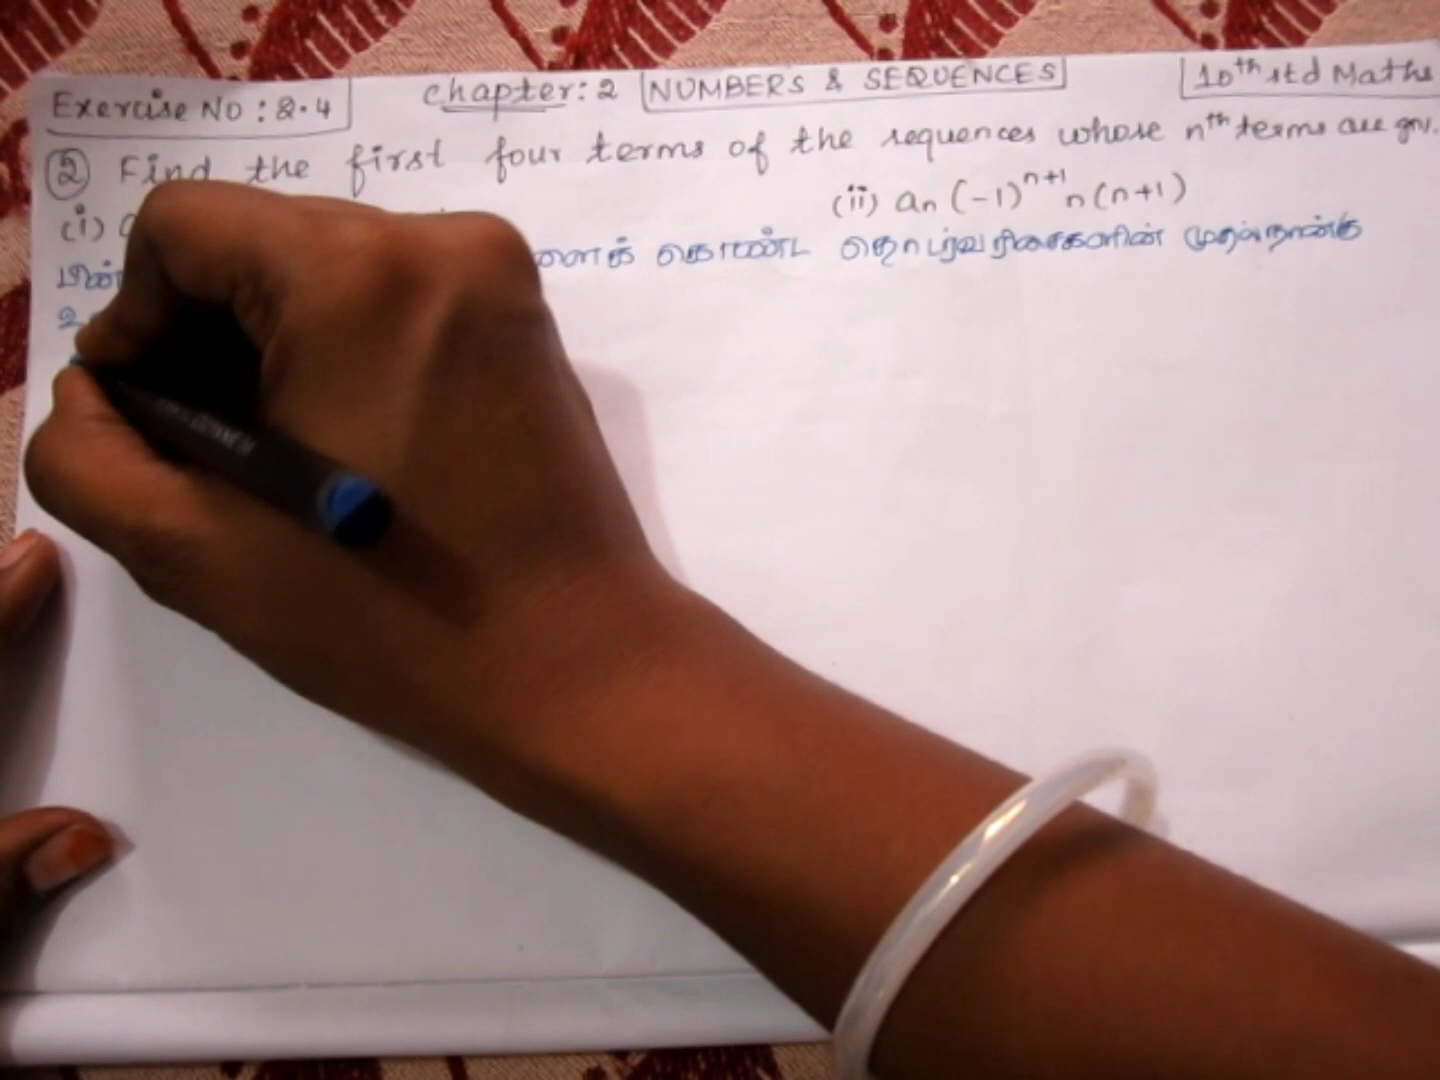 Exercise No : 2.4
chapter: 2 NUMBERS & SEQUENCES
10th std Maths
② Find the first four terms of the sequences whose nth terms are gn.
(i) a
(ii) an (-1)^n+1 n(n+1)
கொண்ட தொடர்வரிசைகளின் முதல்நான்கு